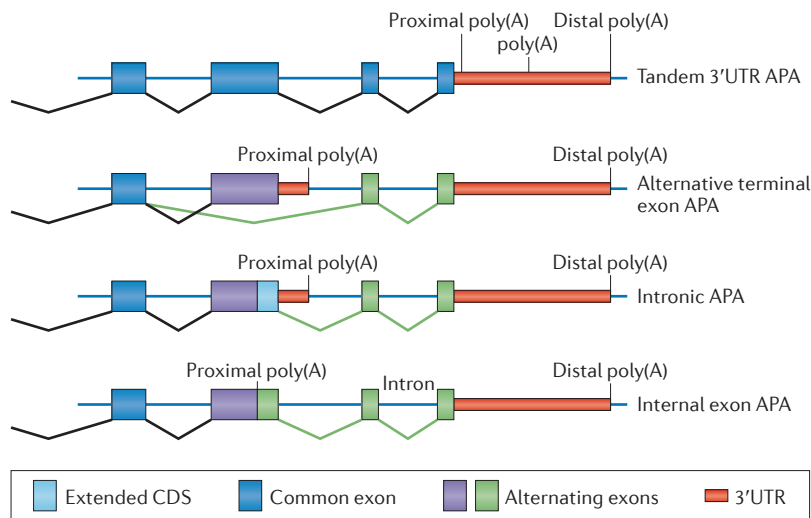 Proximal poly(A) Distal poly(A)
poly(A)
Tandem 3′UTR APA
Proximal poly(A) Distal poly(A)
Alternative terminal
exon APA
Proximal poly(A) Distal poly(A)
Intronic APA
Proximal poly(A) Intron Distal poly(A)
Internal exon APA
Extended CDS Common exon Alternating exons 3′UTR